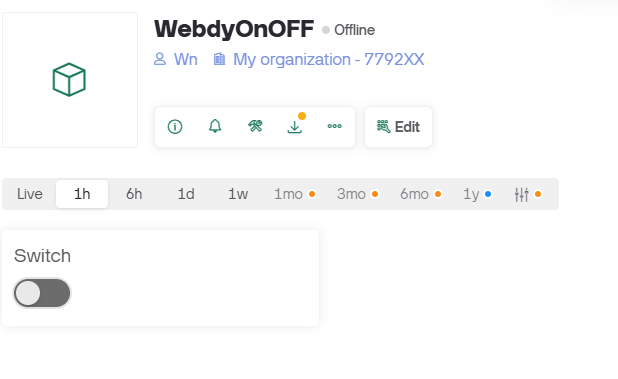 WebdyOnOFF Offline
Wn My organization - 7792XX
Edit
Live 1h 6h 1d 1w 1mo 3mo 6mo 1y
Switch